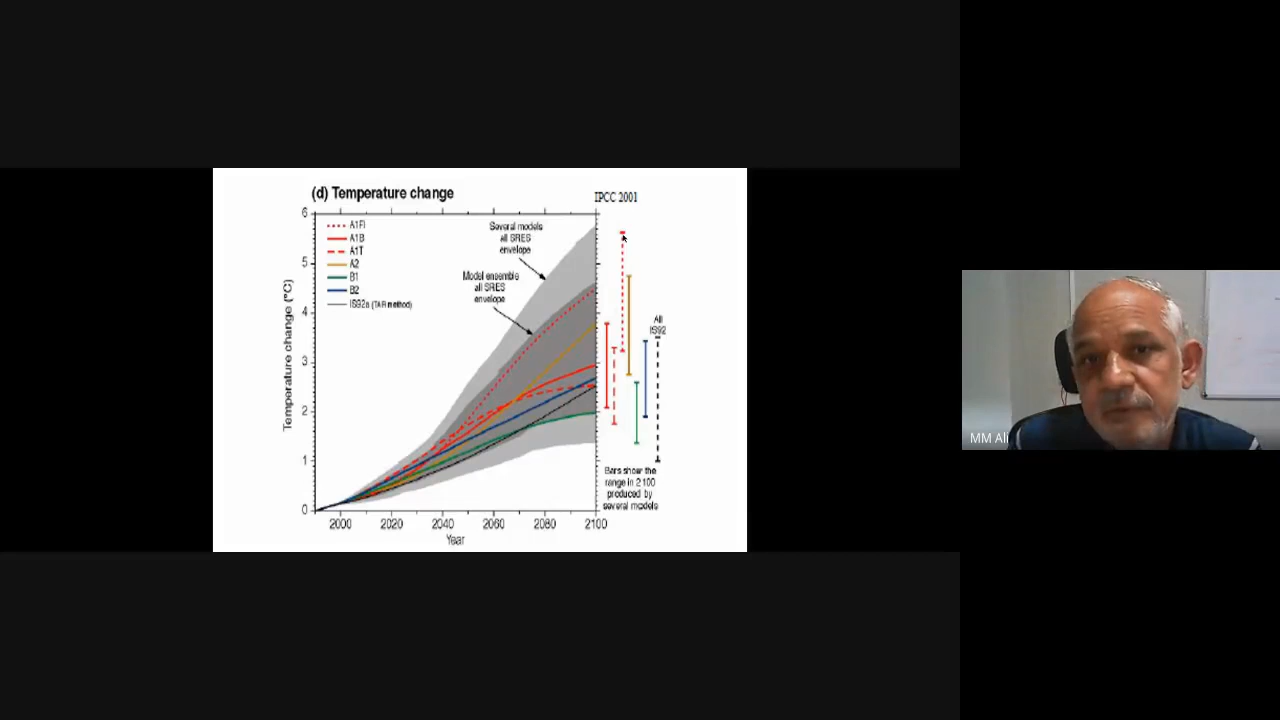 (d) Temperature change
IPCC 2001
6
5
4
3
2
1
0
Temperature change (°C)
A1FI
A1B
A1T
A2
B1
B2
IS92a (TAR method)
Several models
all SRES
envelope
Model ensemble
all SRES
envelope
All
IS92
Bars show the
range in 2100
produced by
several models
2000
2020
2040
2060
2080
2100
Year
MM Ali